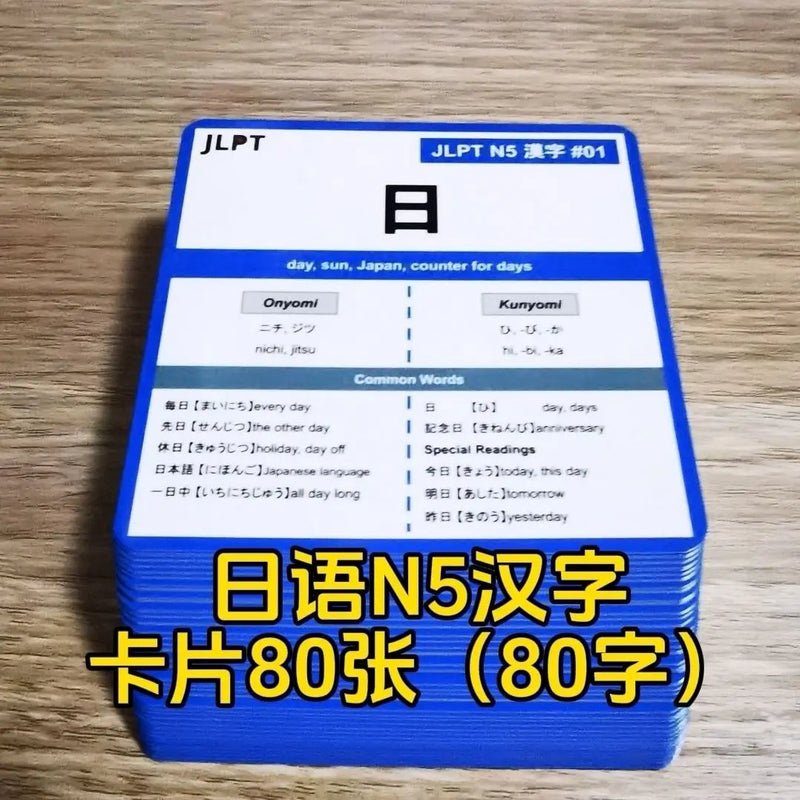 JLPT
JLPT N5 漢字 #01
日
day, sun, Japan, counter for days
Onyomi
Kunyomi
ニチ, ジツ
ひ, -び, -か
nichi, jitsu
hi, -bi, -ka
Common Words
毎日【まいにち】every day
先日【せんじつ】the other day
休日【きゅうじつ】holiday, day off
日本語【にほんご】Japanese language
一日中【いちにちじゅう】all day long
日 【ひ】 day, days
記念日【きねんび】anniversary
Special Readings
今日【きょう】today, this day
明日【あした】tomorrow
昨日【きのう】yesterday
日语N5汉字
卡片80张（80字）